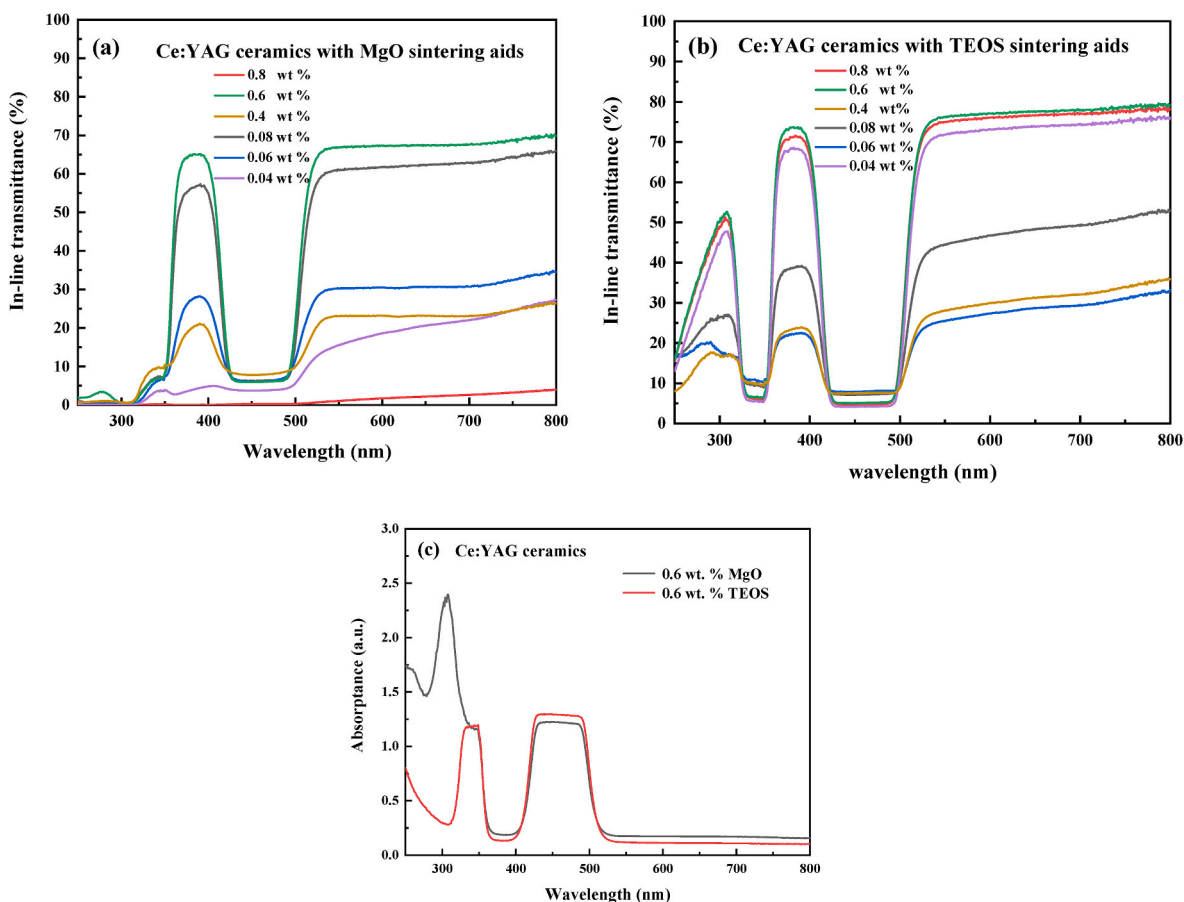 (a)
Ce:YAG ceramics with MgO sintering aids
0.8 wt %
0.6 wt %
0.4 wt %
0.08 wt %
0.06 wt %
0.04 wt %
In-line transmittance (%)
100
90
80
70
60
50
40
30
20
10
0
300 400 500 600 700 800
Wavelength (nm)
(b)
Ce:YAG ceramics with TEOS sintering aids
0.8 wt %
0.6 wt %
0.4 wt%
0.08 wt %
0.06 wt %
0.04 wt %
In-line transmittance (%)
100
90
80
70
60
50
40
30
20
10
0
300 400 500 600 700 800
wavelength (nm)
(c) Ce:YAG ceramics
0.6 wt. % MgO
0.6 wt. % TEOS
Absorptance (a.u.)
3.0
2.5
2.0
1.5
1.0
0.5
0.0
300 400 500 600 700 800
Wavelength (nm)